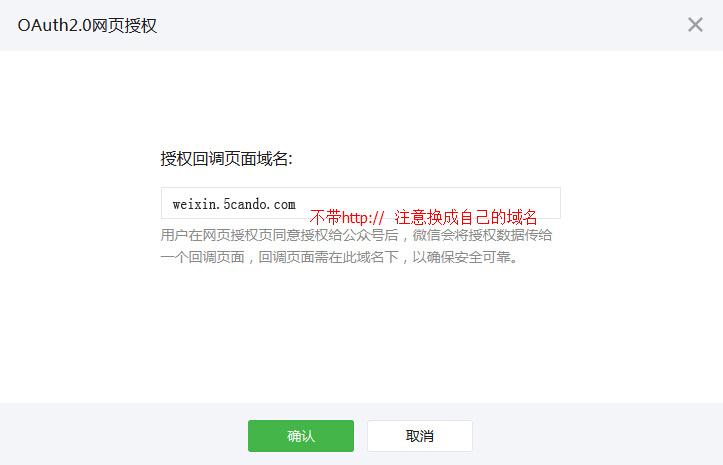 OAuth2.0网页授权
授权回调页面域名:
weixin.5cando.com
不带http:// 注意换成自己的域名
用户在网页授权页同意授权给公众号后，微信会将授权数据传给
一个回调页面，回调页面需在此域名下，以确保安全可靠。
确认
取消